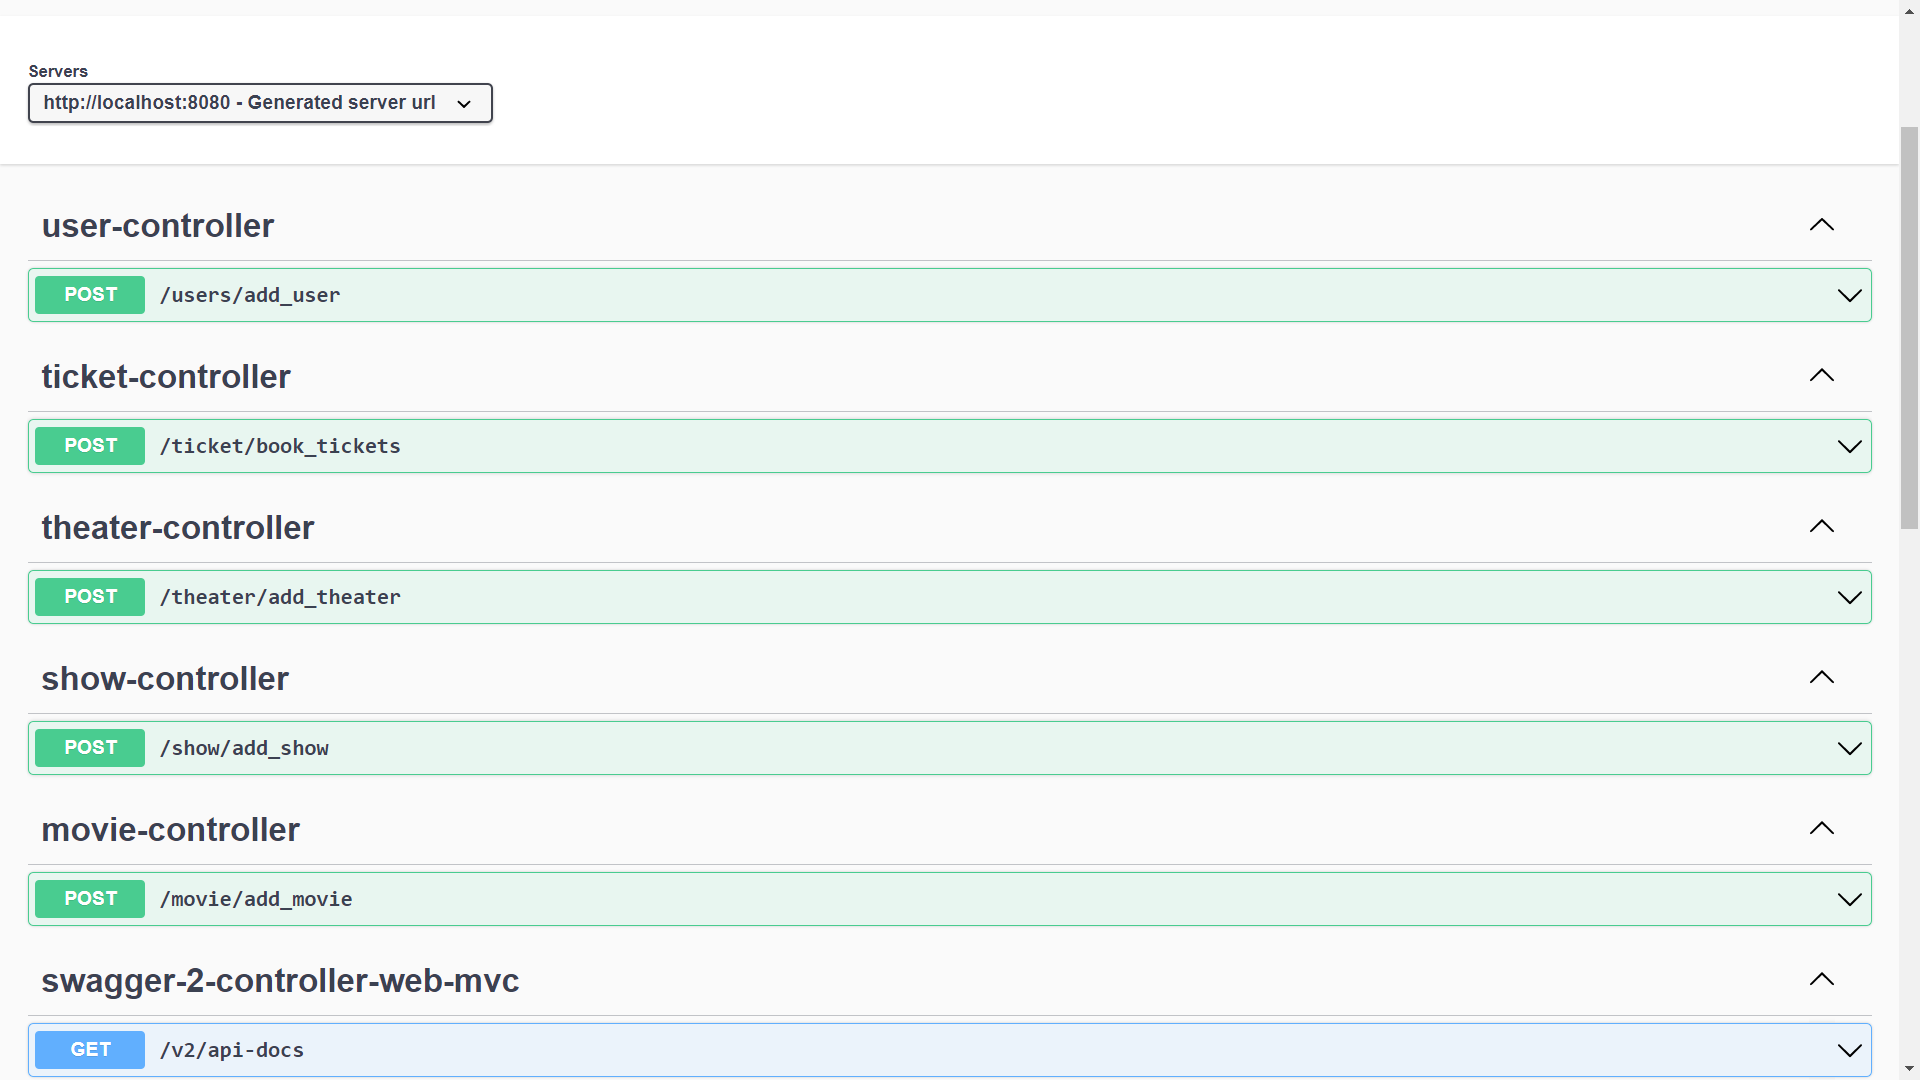 Servers
http://localhost:8080 - Generated server url
user-controller
POST /users/add_user
ticket-controller
POST /ticket/book_tickets
theater-controller
POST /theater/add_theater
show-controller
POST /show/add_show
movie-controller
POST /movie/add_movie
swagger-2-controller-web-mvc
GET /v2/api-docs